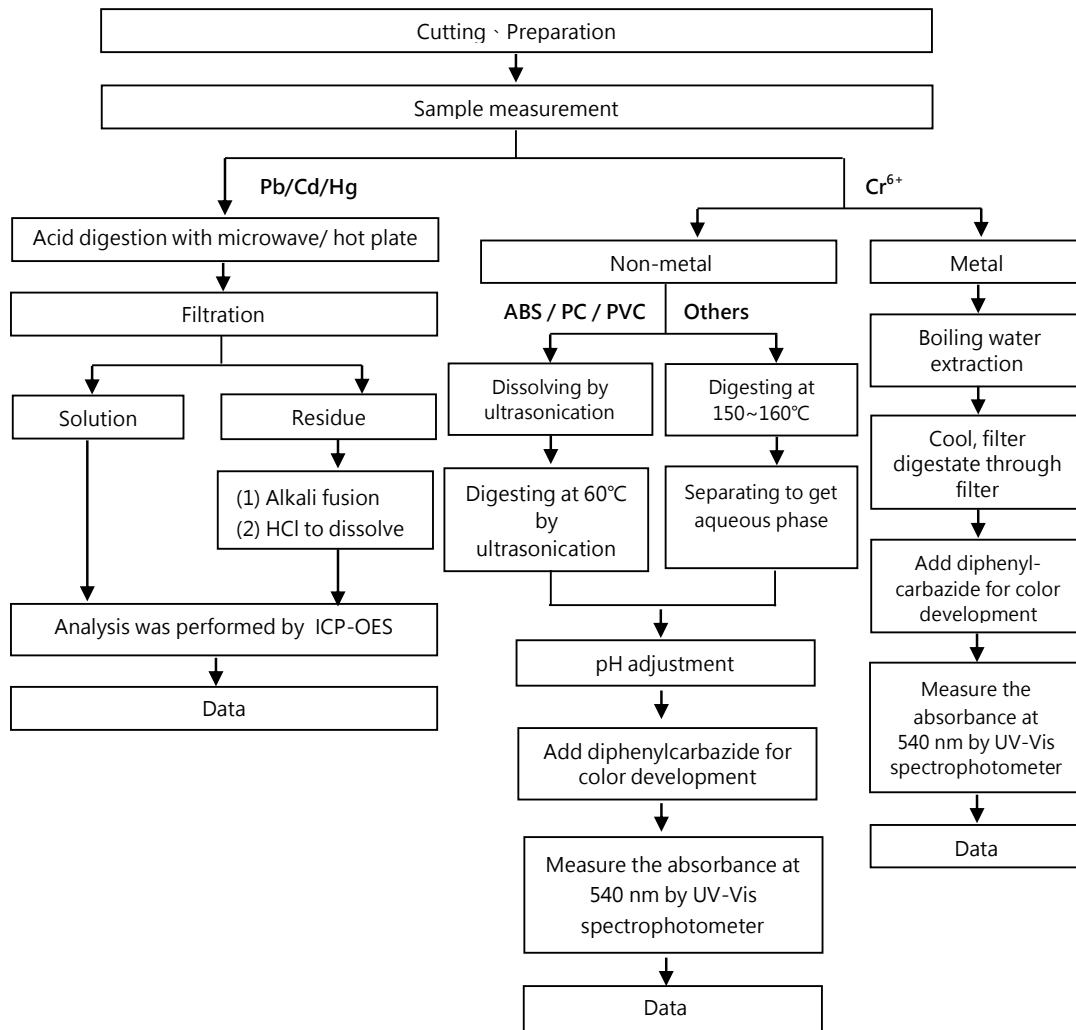 Cutting、Preparation
Sample measurement
Pb/Cd/Hg
Cr⁶⁺
Acid digestion with microwave/ hot plate
Filtration
Solution
Residue
(1) Alkali fusion
(2) HCl to dissolve
Analysis was performed by ICP-OES
Data
Non-metal
ABS / PC / PVC
Others
Dissolving by
ultrasonication
Digesting at
150~160℃
Digesting at 60℃
by
ultrasonication
Separating to get
aqueous phase
pH adjustment
Add diphenylcarbazide for
color development
Measure the absorbance at
540 nm by UV-Vis
spectrophotometer
Data
Metal
Boiling water
extraction
Cool, filter
digestate through
filter
Add diphenyl-
carbazide for color
development
Measure the
absorbance at
540 nm by UV-Vis
spectrophotometer
Data